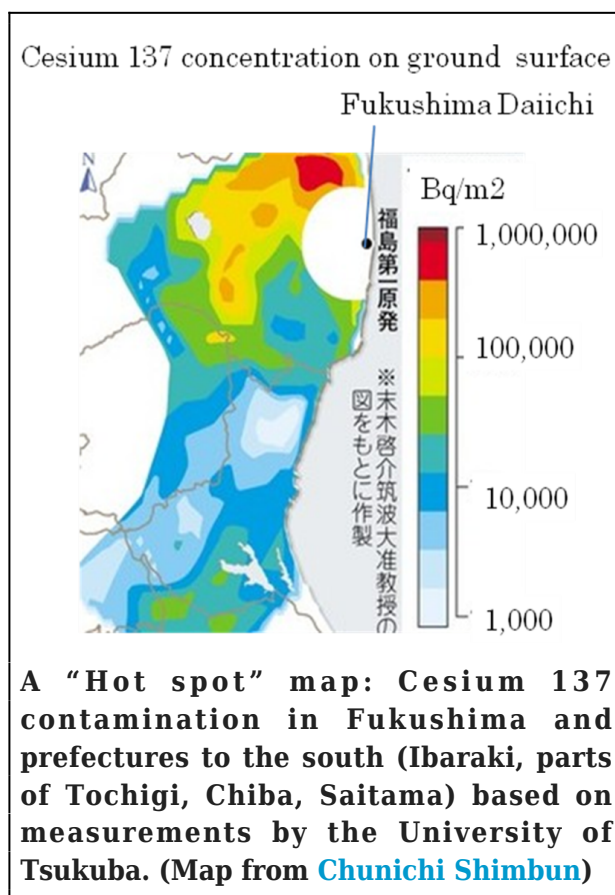 Cesium 137 concentration on ground surface
Fukushima Daiichi
N
Bq/m2
1,000,000
100,000
10,000
1,000
福島第一原発
※末木啓介筑波大准教授の
図をもとに作製
A “Hot spot” map: Cesium 137
contamination in Fukushima and
prefectures to the south (Ibaraki, parts
of Tochigi, Chiba, Saitama) based on
measurements by the University of
Tsukuba. (Map from Chunichi Shimbun)